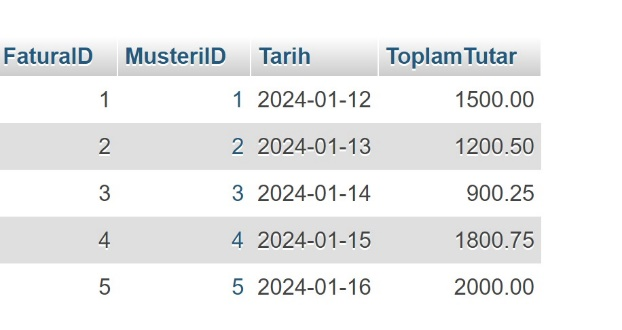 FaturaID MusteriID Tarih ToplamTutar
1 1 2024-01-12 1500.00
2 2 2024-01-13 1200.50
3 3 2024-01-14 900.25
4 4 2024-01-15 1800.75
5 5 2024-01-16 2000.00